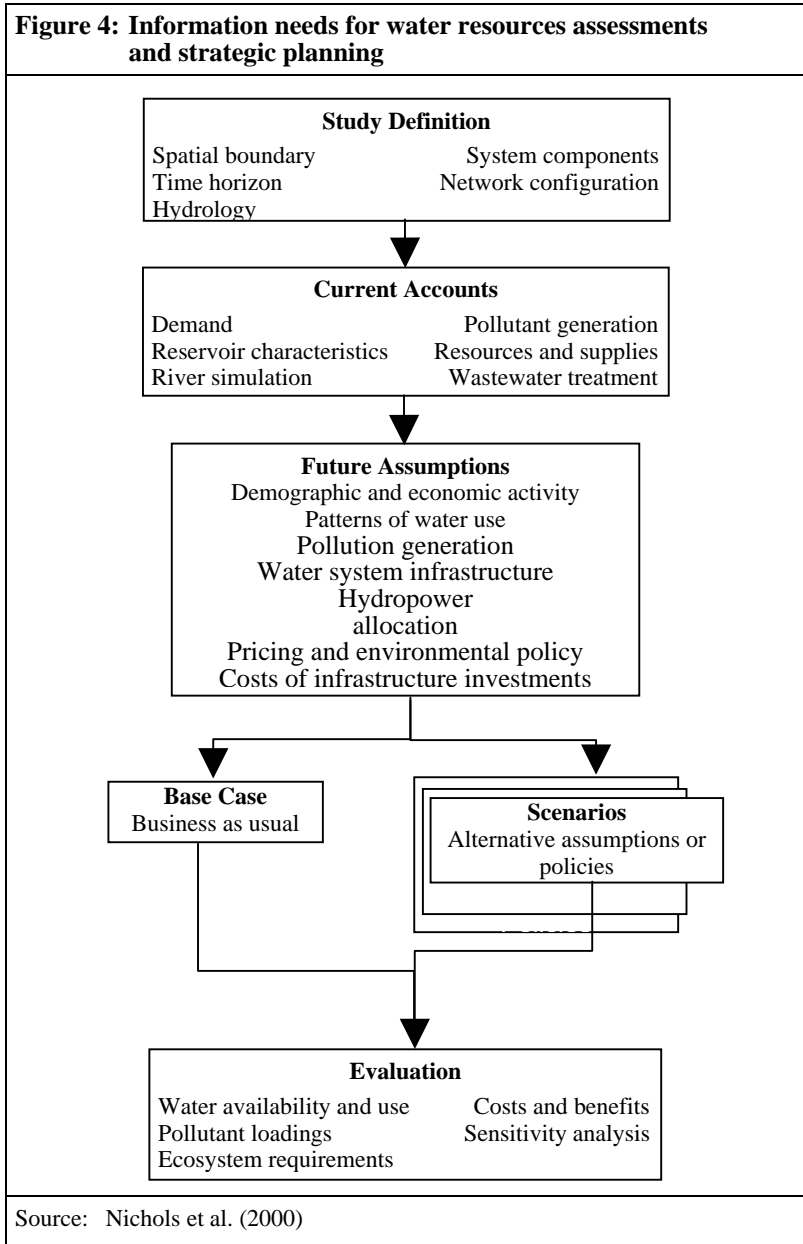 Figure 4: Information needs for water resources assessments
and strategic planning
Study Definition
Spatial boundary System components
Time horizon Network configuration
Hydrology
Current Accounts
Demand Pollutant generation
Reservoir characteristics Resources and supplies
River simulation Wastewater treatment
Future Assumptions
Demographic and economic activity
Patterns of water use
Pollution generation
Water system infrastructure
Hydropower
allocation
Pricing and environmental policy
Costs of infrastructure investments
Base Case
Business as usual
Scenarios
Alternative assumptions or
policies
Evaluation
Water availability and use Costs and benefits
Pollutant loadings Sensitivity analysis
Ecosystem requirements
Source: Nichols et al. (2000)